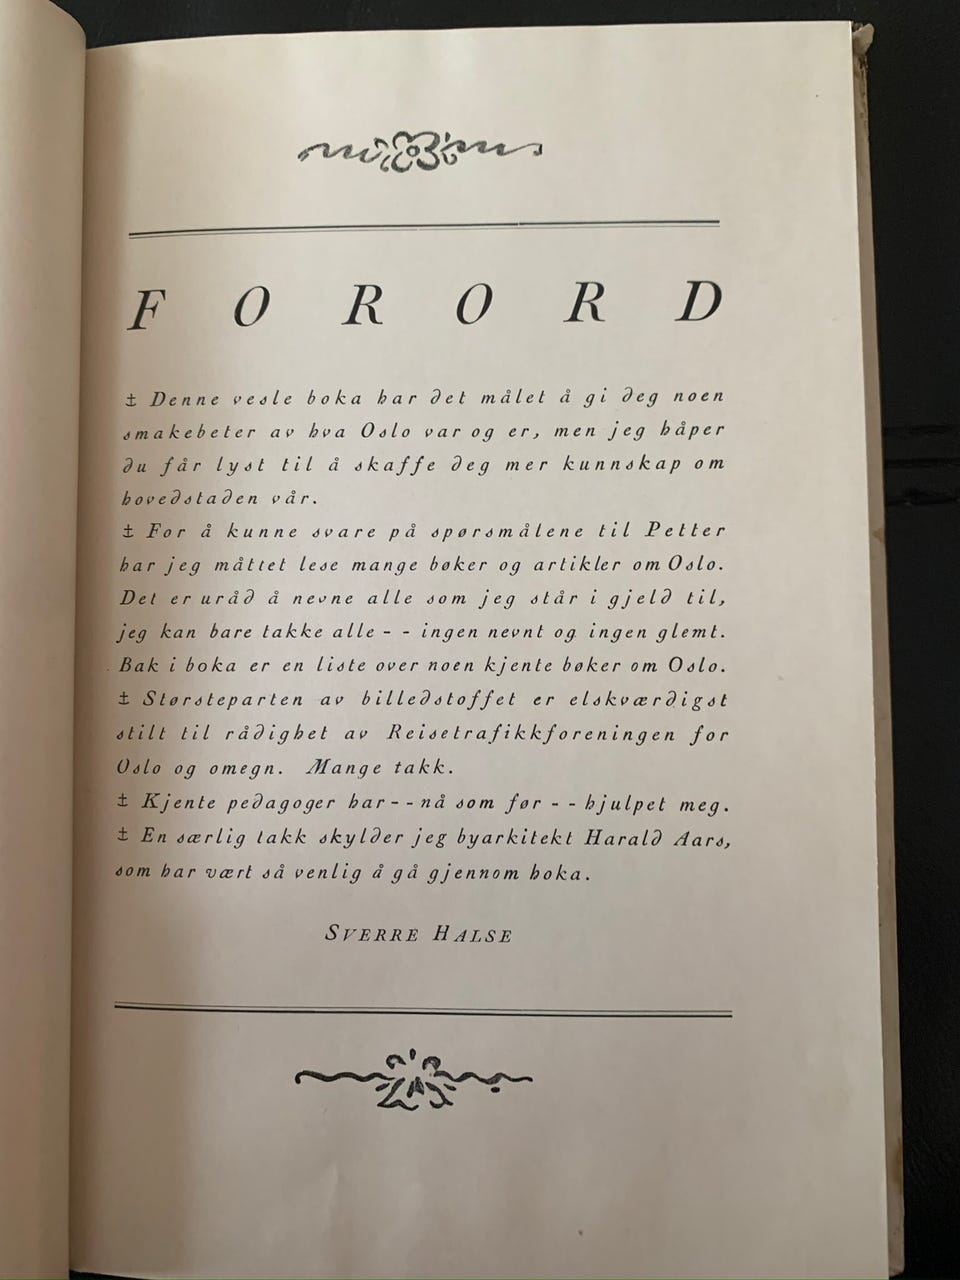 F O R O R D
± Denne vesle boka har det målet å gi deg noen
smakebeter av hva Oslo var og er, men jeg håper
du får lyst til å skaffe deg mer kunnskap om
hovedstaden vår.
± For å kunne svare på spørsmålene til Petter
har jeg måttet lese mange bøker og artikler om Oslo.
Det er uråd å nevne alle som jeg står i gjeld til,
jeg kan bare takke alle - - ingen nevnt og ingen glemt.
Bak i boka er en liste over noen kjente bøker om Oslo.
± Størsteparten av billedstoffet er elskværdigst
stilt til rådighet av Reisetrafikkforeningen for
Oslo og omegn. Mange takk.
± Kjente pedagoger har - - nå som før - - hjulpet meg.
± En særlig takk skylder jeg byarkitekt Harald Aars,
som har vært så venlig å gå gjennom boka.
SVERRE HALSE